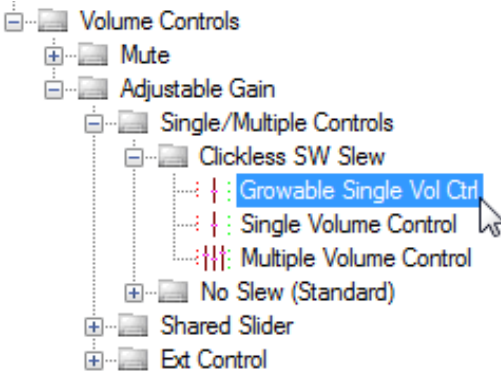 Volume Controls
Mute
Adjustable Gain
Single/Multiple Controls
Clickless SW Slew
Growable Single Vol Ctrl
Single Volume Control
Multiple Volume Control
No Slew (Standard)
Shared Slider
Ext Control